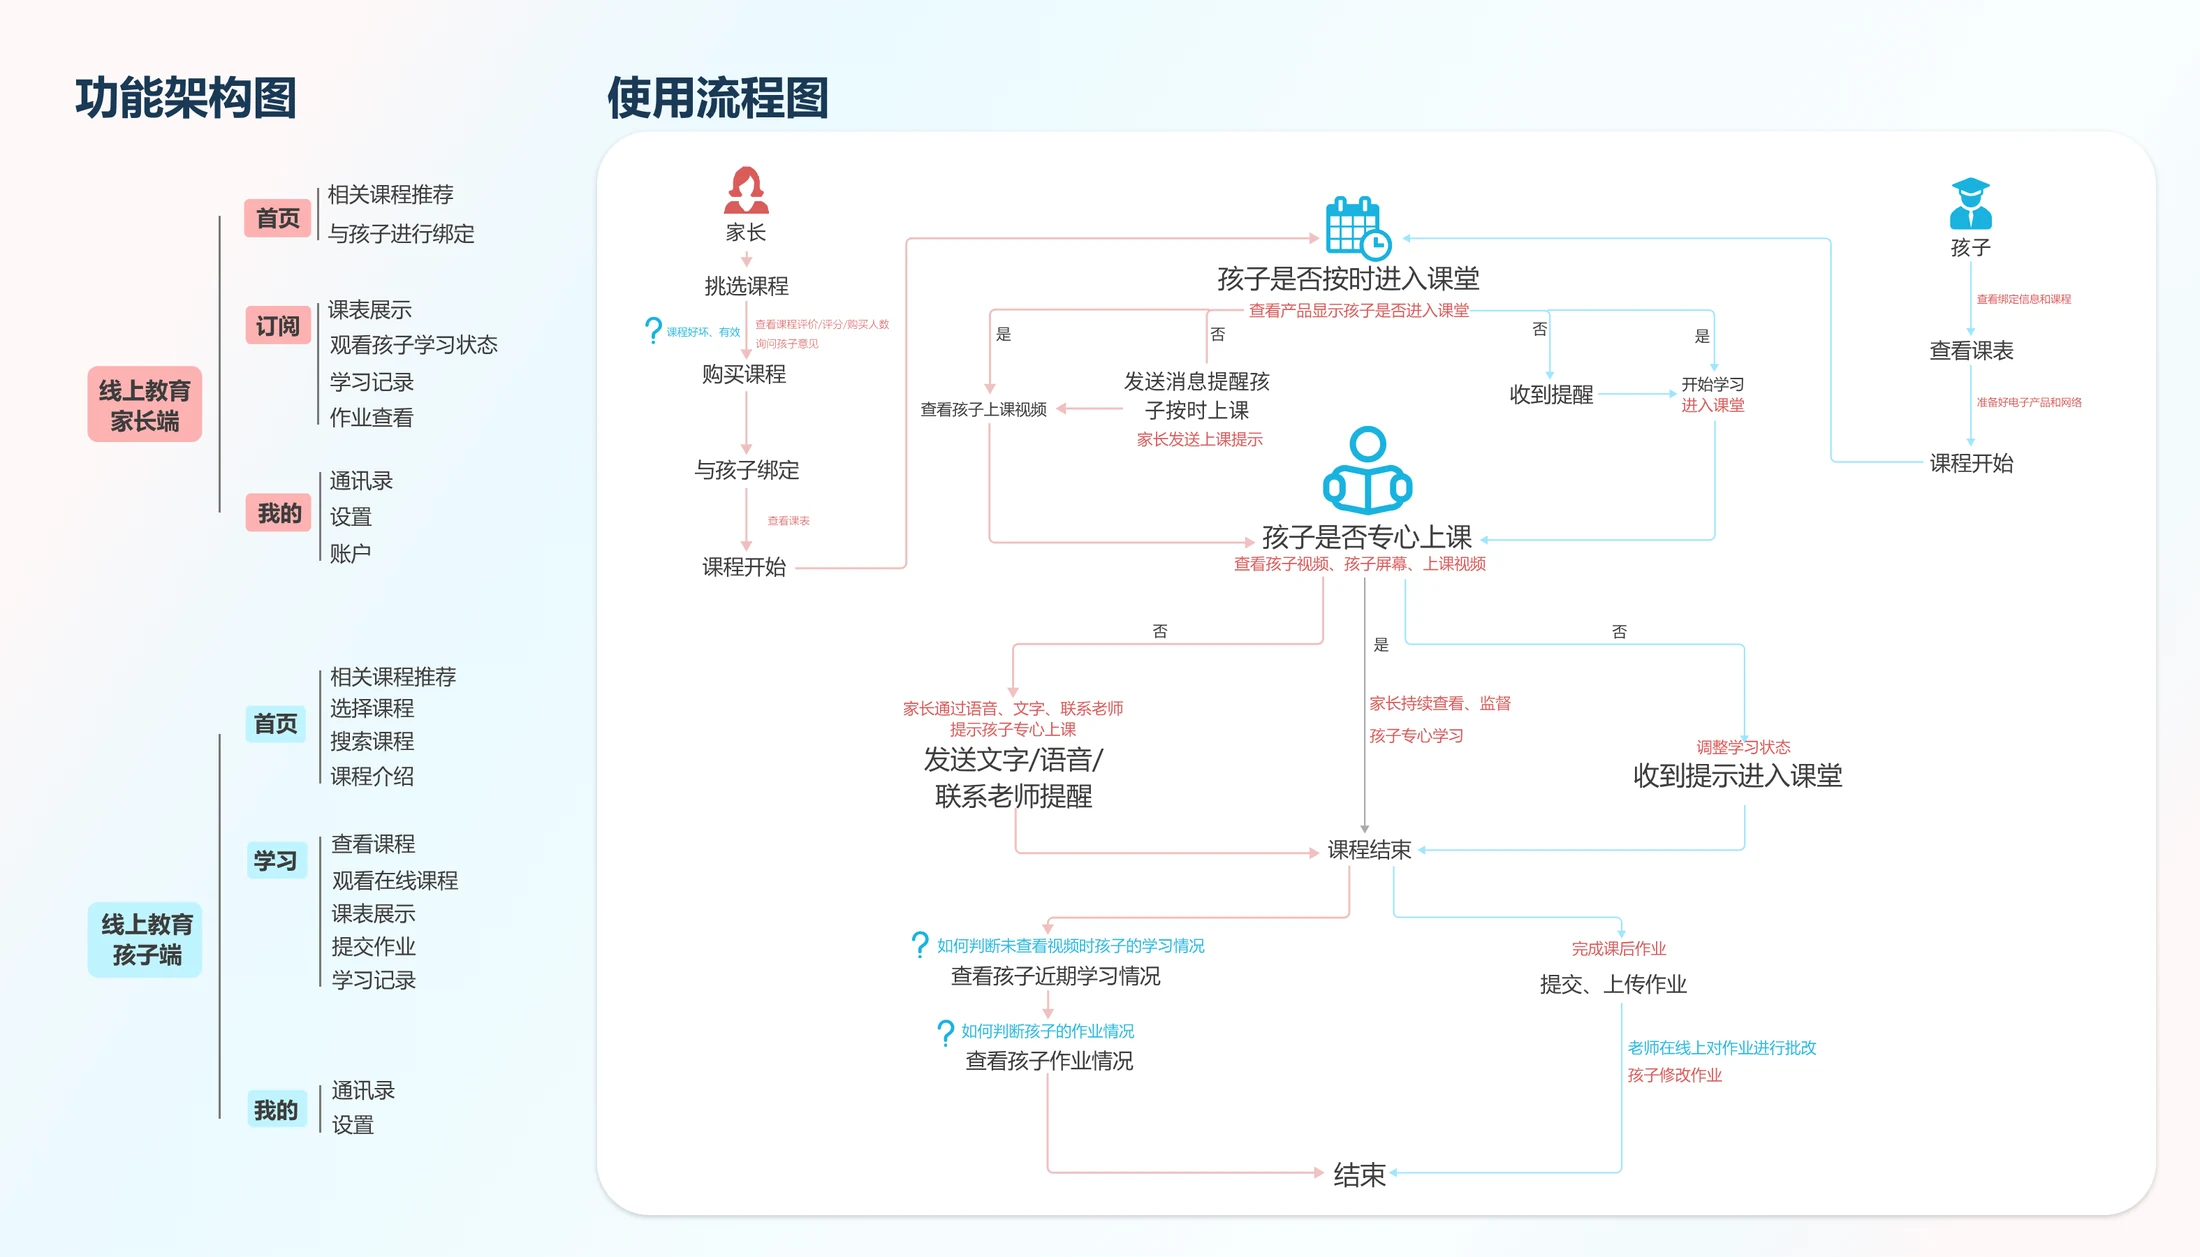 功能架构图
线上教育
家长端
首页
相关课程推荐
与孩子进行绑定
订阅
课表展示
观看孩子学习状态
学习记录
作业查看
我的
通讯录
设置
账户
线上教育
孩子端
首页
相关课程推荐
选择课程
搜索课程
课程介绍
学习
查看课程
观看在线课程
课表展示
提交作业
学习记录
我的
通讯录
设置
使用流程图
家长
挑选课程
? 课程好坏、有效
查看课程评价/评分/购买人数
询问孩子意见
购买课程
与孩子绑定
查看课表
课程开始
孩子是否按时进入课堂
查看产品显示孩子是否进入课堂
是
否
否
是
查看孩子上课视频
发送消息提醒孩
子按时上课
家长发送上课提示
收到提醒
开始学习
进入课堂
孩子
查看绑定信息和课程
查看课表
准备好电子产品和网络
课程开始
孩子是否专心上课
查看孩子视频、孩子屏幕、上课视频
否
是
否
家长通过语音、文字、联系老师
提示孩子专心上课
发送文字/语音/
联系老师提醒
家长持续查看、监督
孩子专心学习
调整学习状态
收到提示进入课堂
课程结束
? 如何判断未查看视频时孩子的学习情况
查看孩子近期学习情况
? 如何判断孩子的作业情况
查看孩子作业情况
完成课后作业
提交、上传作业
老师在线上对作业进行批改
孩子修改作业
结束